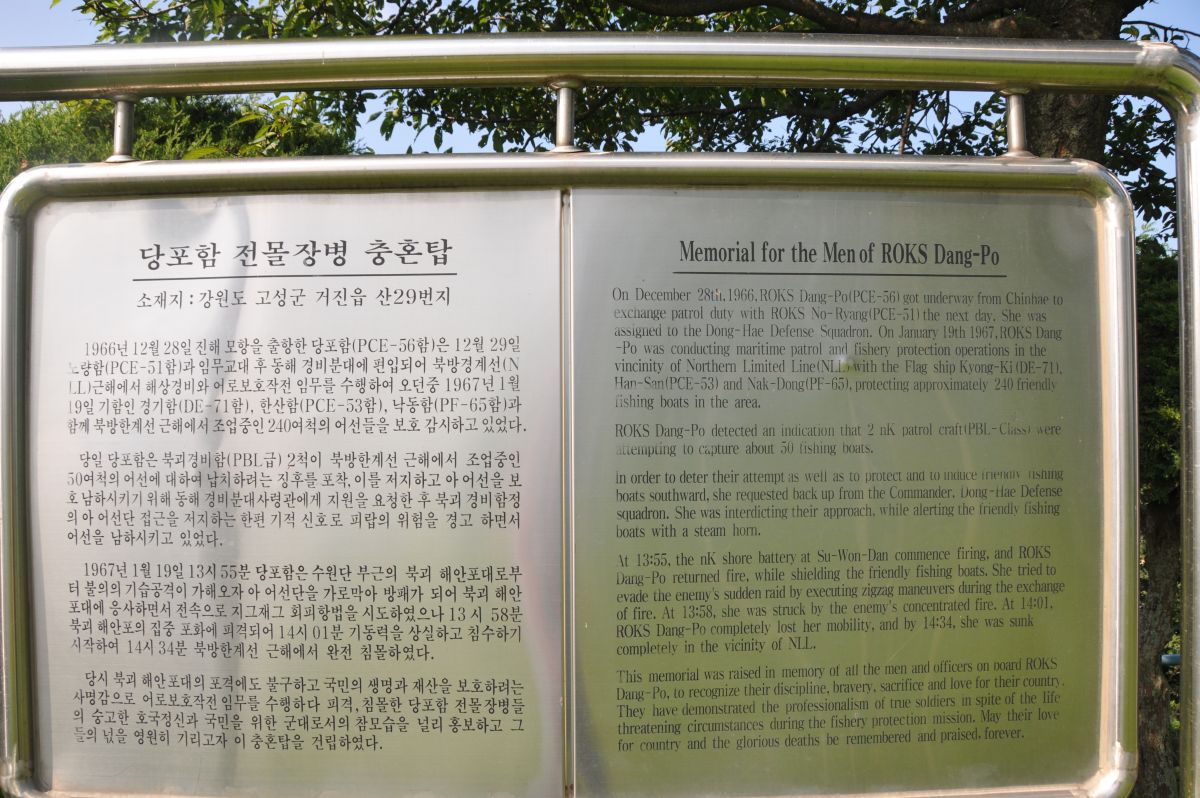 당포함 전몰장병 충혼탑
소재지 : 강원도 고성군 거진읍 산29번지
1966년 12월 28일 진해 모항을 출항한 당포함(PCE-56함)은 12월 29일
노량함(PCE-51함)과 임무교대 후 동해 경비분대에 편입되어 북방경계선(N
LL)근해에서 해상경비와 어로보호작전 임무를 수행하여 오던중 1967년 1월
19일 기함인 경기함(DE-71함), 한산함(PCE-53함), 낙동함(PF-65함)과
함께 북방한계선 근해에서 조업중인 240여척의 어선들을 보호 감시하고 있었다.
당일 당포함은 북괴경비함(PBL급) 2척이 북방한계선 근해에서 조업중인
50여척의 어선에 대하여 납치하려는 징후를 포착, 이를 저지하고 아 어선을 보
호 남하시키기 위해 동해 경비분대사령관에게 지원을 요청한 후 북괴 경비함정
의 아 어선단 접근을 저지하는 한편 기적 신호로 피랍의 위험을 경고 하면서
어선을 남하시키고 있었다.
1967년 1월 19일 13시 55분 당포함은 수원단 부근의 북괴 해안포대로부
터 불의의 기습공격이 가해오자 아 어선단을 가로막아 방패가 되어 북괴 해안
포대에 응사하면서 전속으로 지그재그 회피항법을 시도하였으나 13시 58분
북괴 해안포의 집중 포화에 피격되어 14시 01분 기동력을 상실하고 침수하기
시작하여 14시 34분 북방한계선 근해에서 완전 침몰하였다.
당시 북괴 해안포대의 포격에도 불구하고 국민의 생명과 재산을 보호하려는
사명감으로 어로보호작전 임무를 수행하다 피격, 침몰한 당포함 전몰장병들
의 숭고한 호국정신과 국민을 위한 군대로서의 참모습을 널리 홍보하고 그
들의 넋을 영원히 기리고자 이 충혼탑을 건립하였다.
Memorial for the Men of ROKS Dang-Po
On December 28th, 1966, ROKS Dang-Po(PCE-56) got underway from Chinhae to
exchange patrol duty with ROKS No-Ryang(PCE-51) the next day. She was
assigned to the Dong-Hae Defense Squadron. On January 19th 1967, ROKS Dang
-Po was conducting maritime patrol and fishery protection operations in the
vincinity of Northern Limited Line(NLL) with the Flag ship Kyong-Ki (DE-71),
Han-San(PCE-53) and Nak-Dong(PF-65), protecting approximately 240 friendly
fishing boats in the area.
ROKS Dang-Po detected an indication that 2 nK patrol craft(PBL-Class) were
attempting to capture about 50 fishing boats.
In order to deter their attempt as well as to protect and to induce friendly fishing
boats southward, she requested back up from the Commander, Dong-Hae Defense
squadron. She was interdicting their approach, while alerting the friendly fishing
boats with a steam horn.
At 13:55, the nK shore battery at Su-Won-Dan commence firing, and ROKS
Dang-Po returned fire, while shielding the friendly fishing boats. She tried to
evade the enemy's sudden raid by executing zigzag maneuvers during the exchange
of fire. At 13:58, she was struck by the enemy's concentrated fire. At 14:01,
ROKS Dang-Po completely lost her mobility, and by 14:34, she was sunk
completely in the vicinity of NLL.
This memorial was raised in memory of all the men and officers on board ROKS
Dang-Po, to recognize their discipline, bravery, sacrifice and love for their country.
They have demonstrated the professionalism of true soldiers in spite of the life
threatening circumstances during the fishery protection mission. May their love
for country and the glorious deaths be remembered and praised, forever.